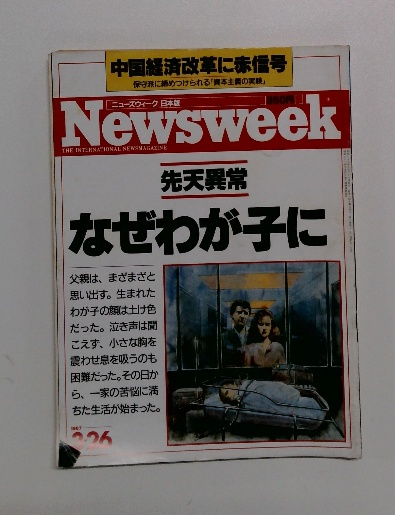 中国経済改革に赤信号
保守派に締めつけられる「資本主義の実験」
ニューズウィーク 日本版
Newsweek
THE INTERNATIONAL NEWSMAGAZINE
先天異常
なぜわが子に
父親は、まざまざと
思い出す。生まれた
わが子の顔は土け色
だった。泣き声は聞
こえず、小さな胸を
震わせ息を吸うのも
困難だった。その日か
ら、一家の苦悩に満
ちた生活が始まった。
1987
3・26